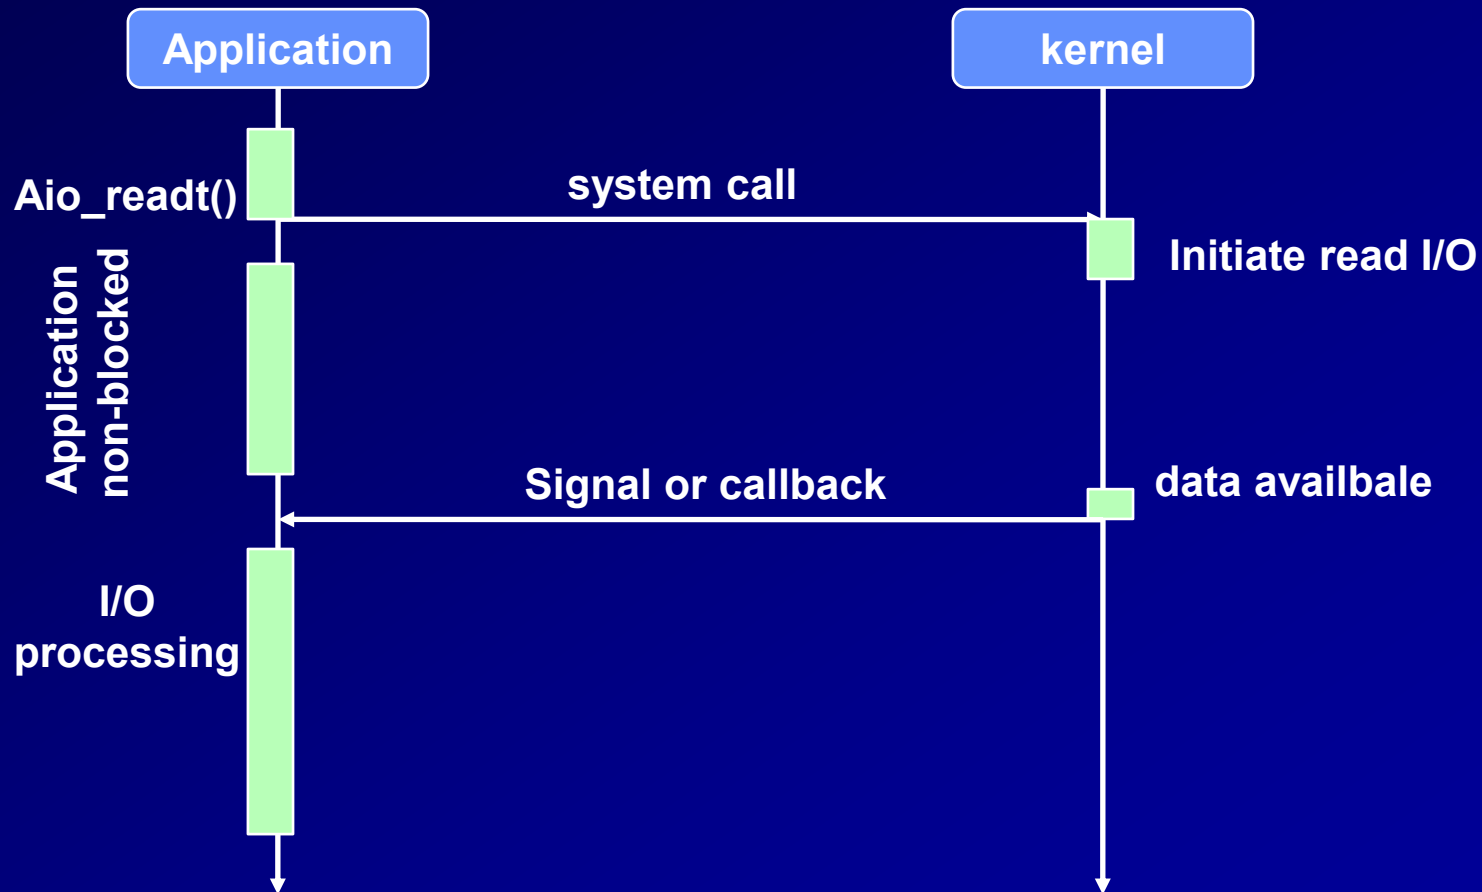 Application
kernel
Aio_readt()
system call
Initiate read I/O
Application
non-blocked
Signal or callback
data availbale
I/O
processing